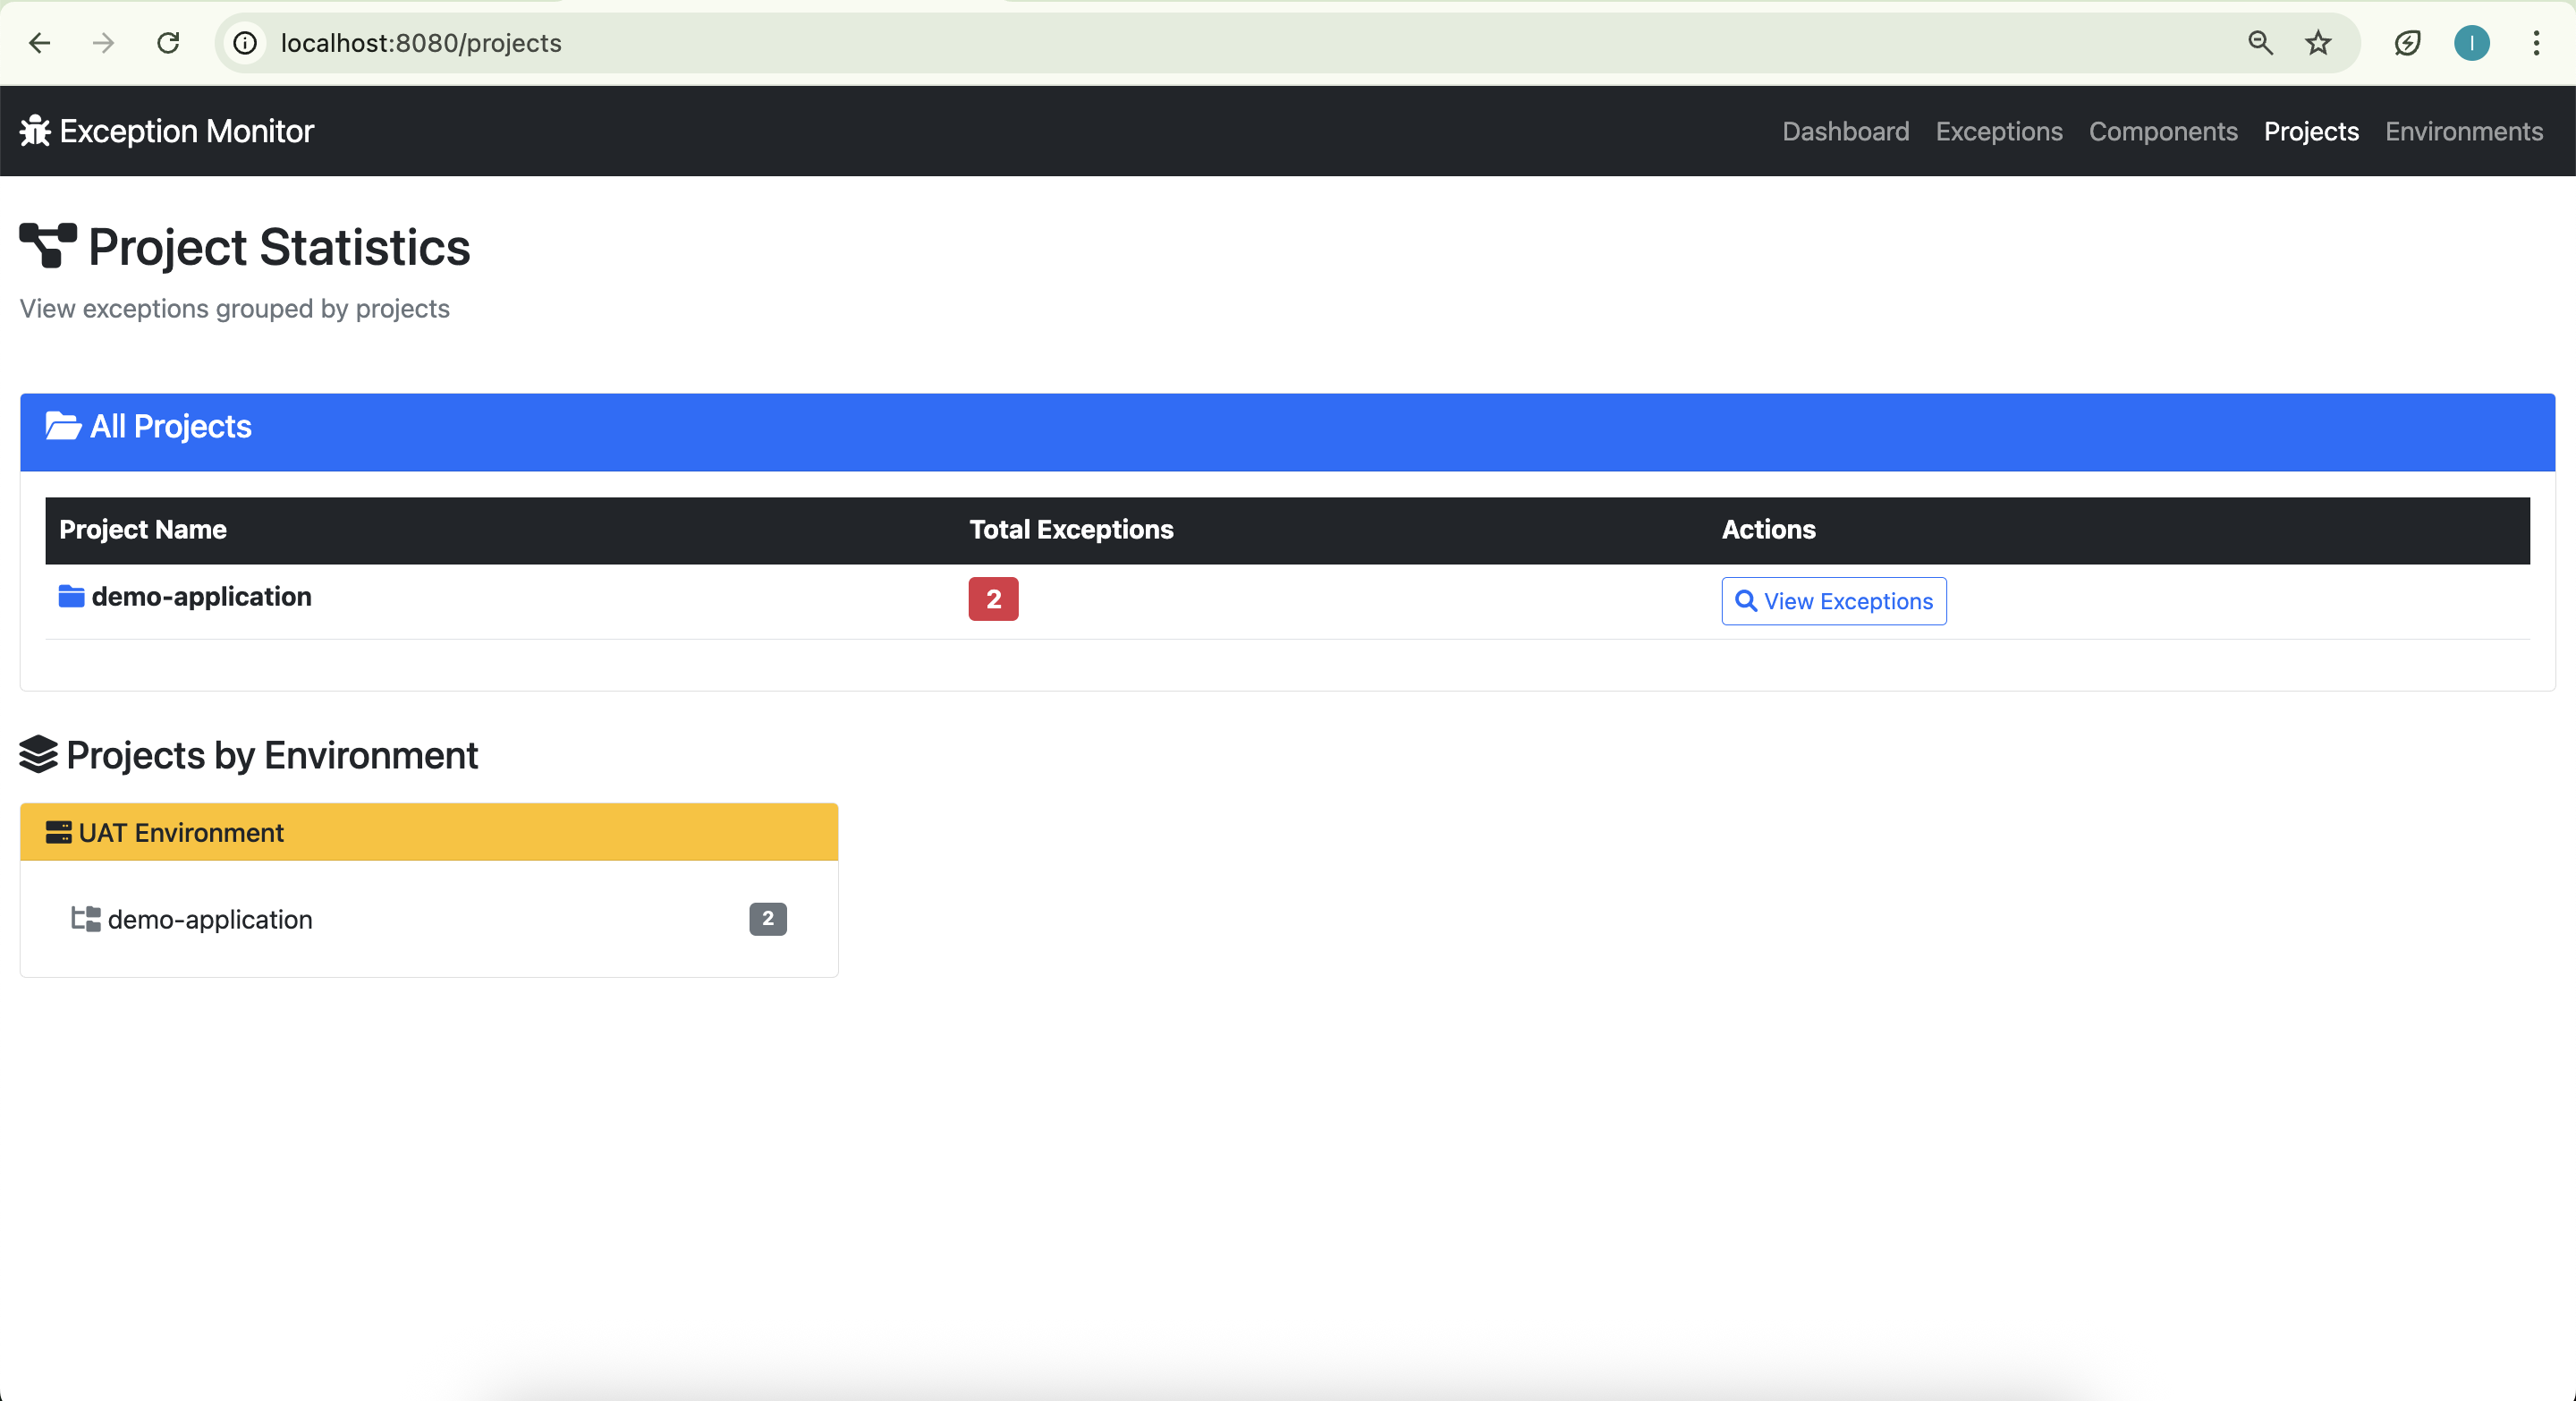 localhost:8080/projects
I
Exception Monitor
Dashboard Exceptions Components Projects Environments
Project Statistics
View exceptions grouped by projects
All Projects
Project Name Total Exceptions Actions
demo-application 2 View Exceptions
Projects by Environment
UAT Environment
demo-application 2